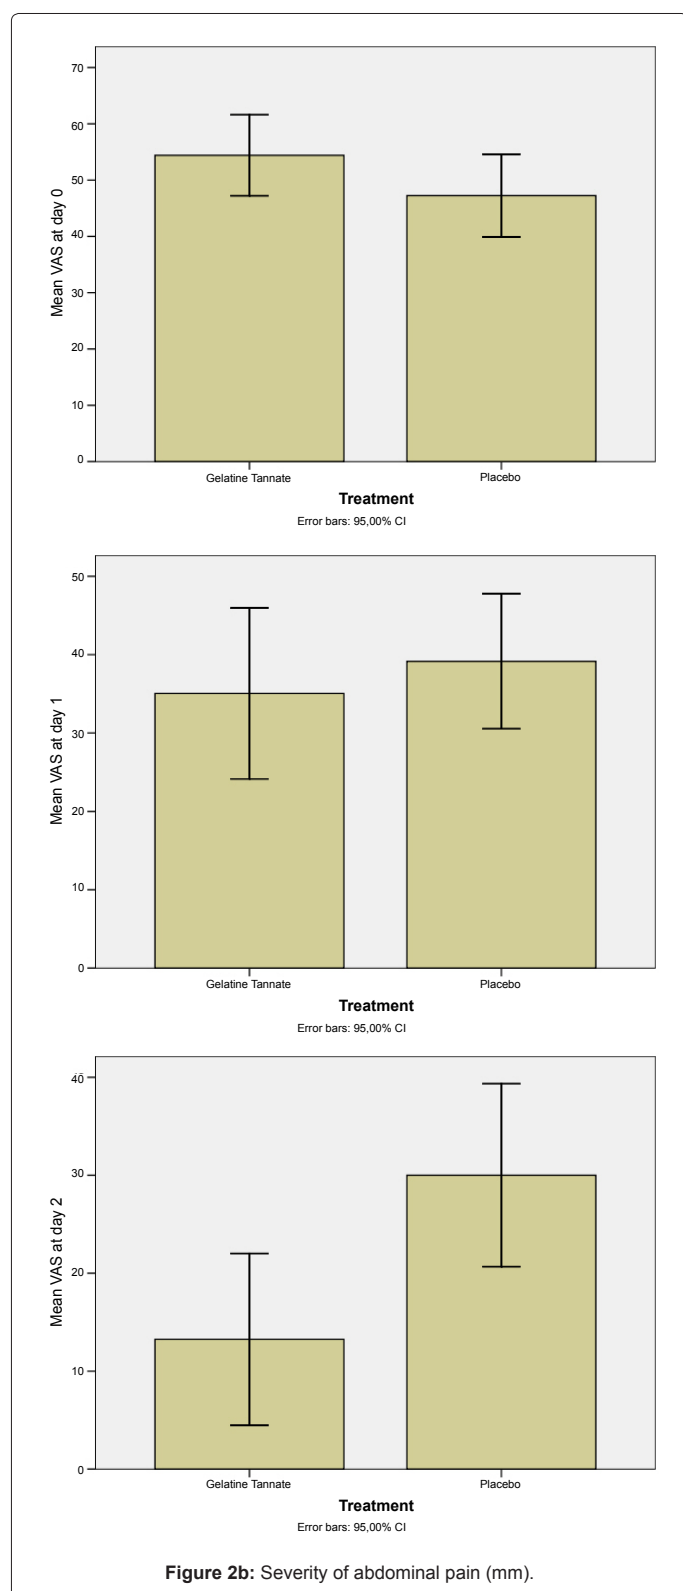 70
60
50
40
30
20
10
0
Mean VAS at day 0
Gelatine Tannate Placebo
Treatment
Error bars: 95,00% CI
50
40
30
20
10
0
Mean VAS at day 1
Gelatine Tannate Placebo
Treatment
Error bars: 95,00% CI
40
30
20
10
0
Mean VAS at day 2
Gelatine Tannate Placebo
Treatment
Error bars: 95,00% CI
Figure 2b: Severity of abdominal pain (mm).